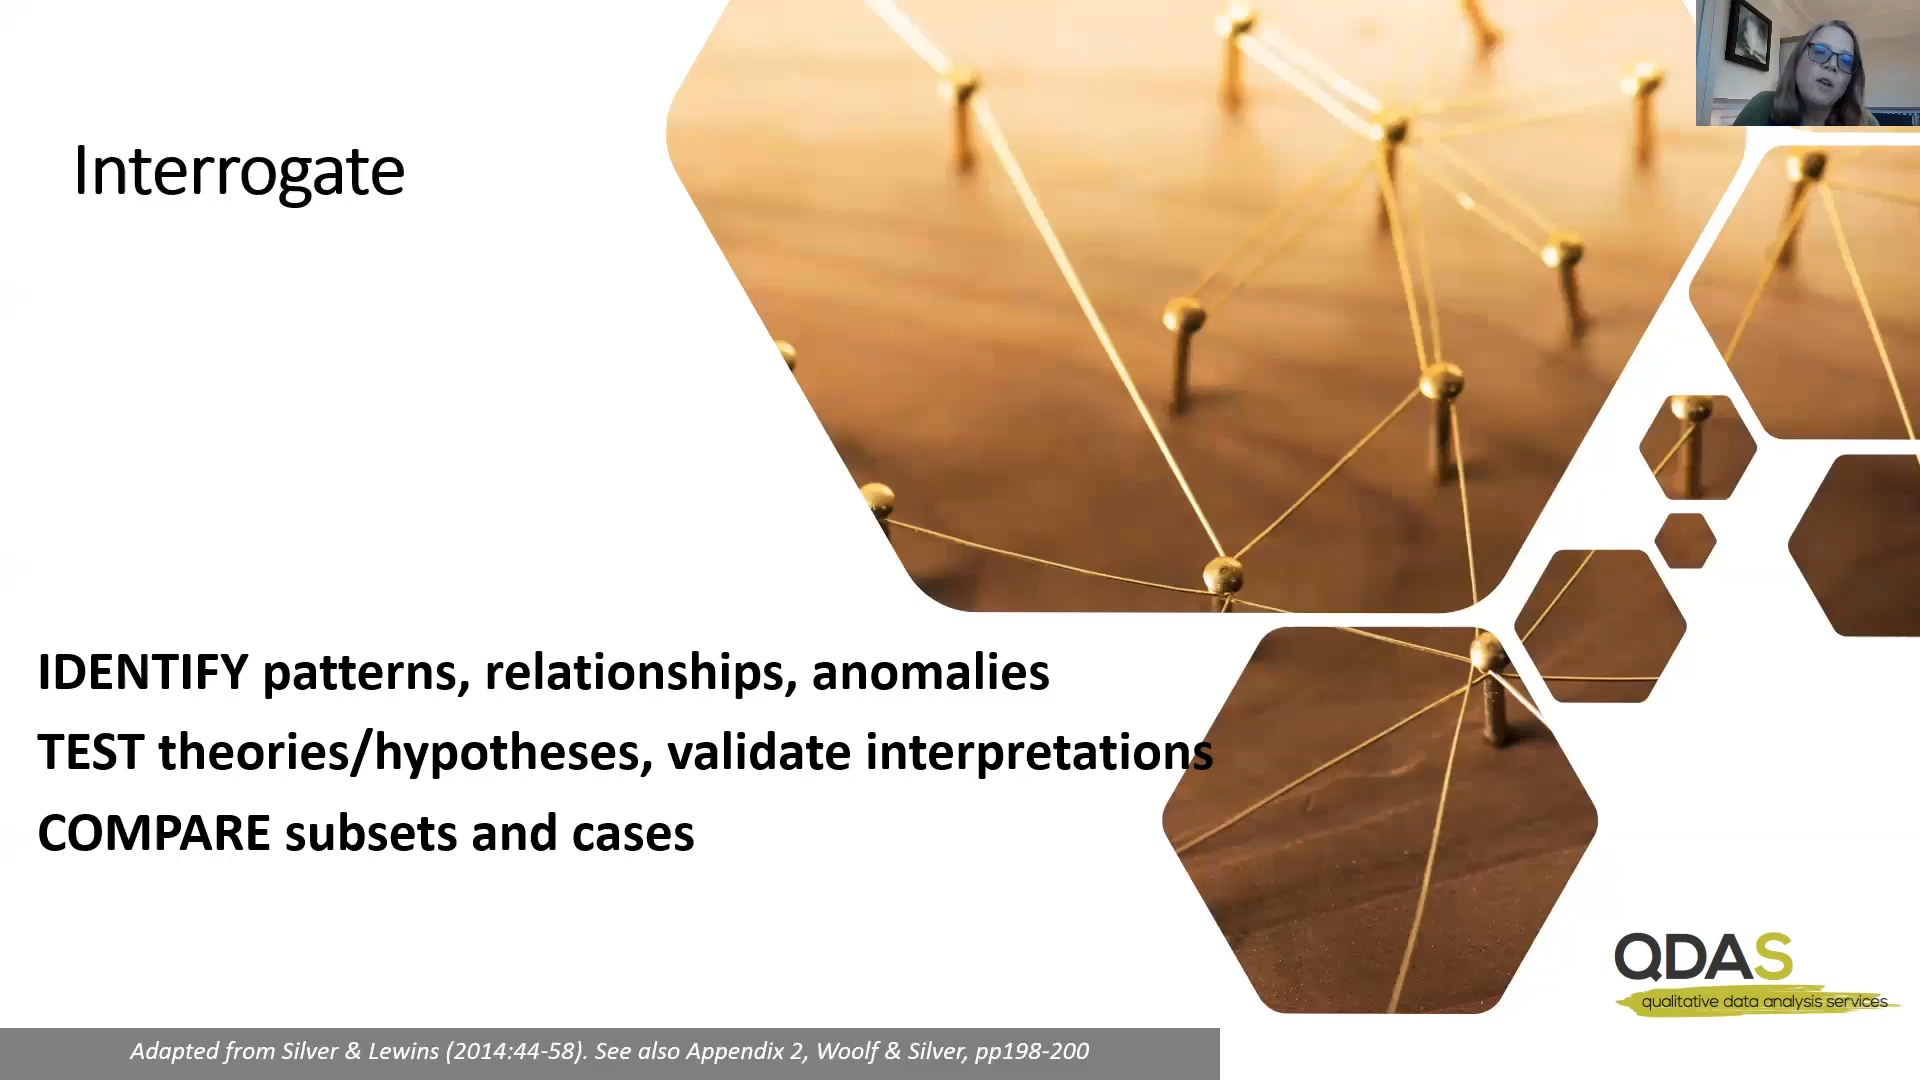 Interrogate
IDENTIFY patterns, relationships, anomalies
TEST theories/hypotheses, validate interpretations
COMPARE subsets and cases
QDAS
qualitative data analysis services
Adapted from Silver & Lewins (2014:44-58). See also Appendix 2, Woolf & Silver, pp198-200